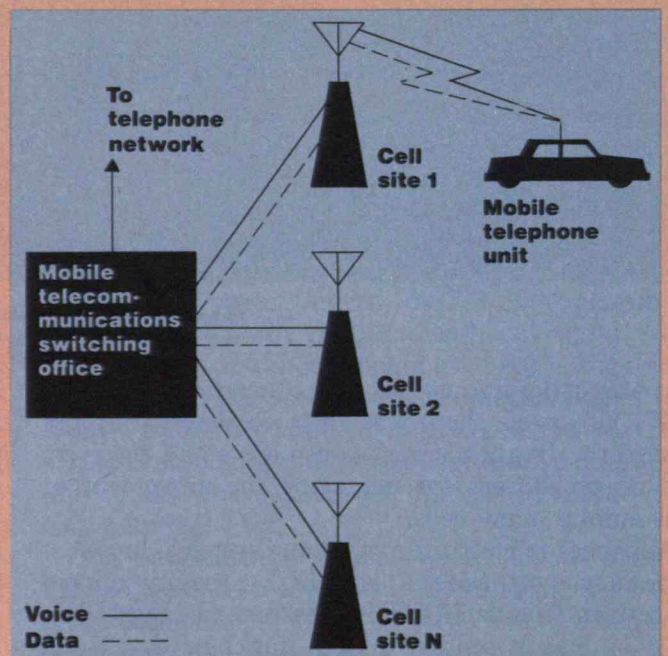 To
telephone
network
Cell
site 1
Mobile
telephone
unit
Mobile
telecom-
munications
switching
office
Cell
site 2
Voice
Data
Cell
site N